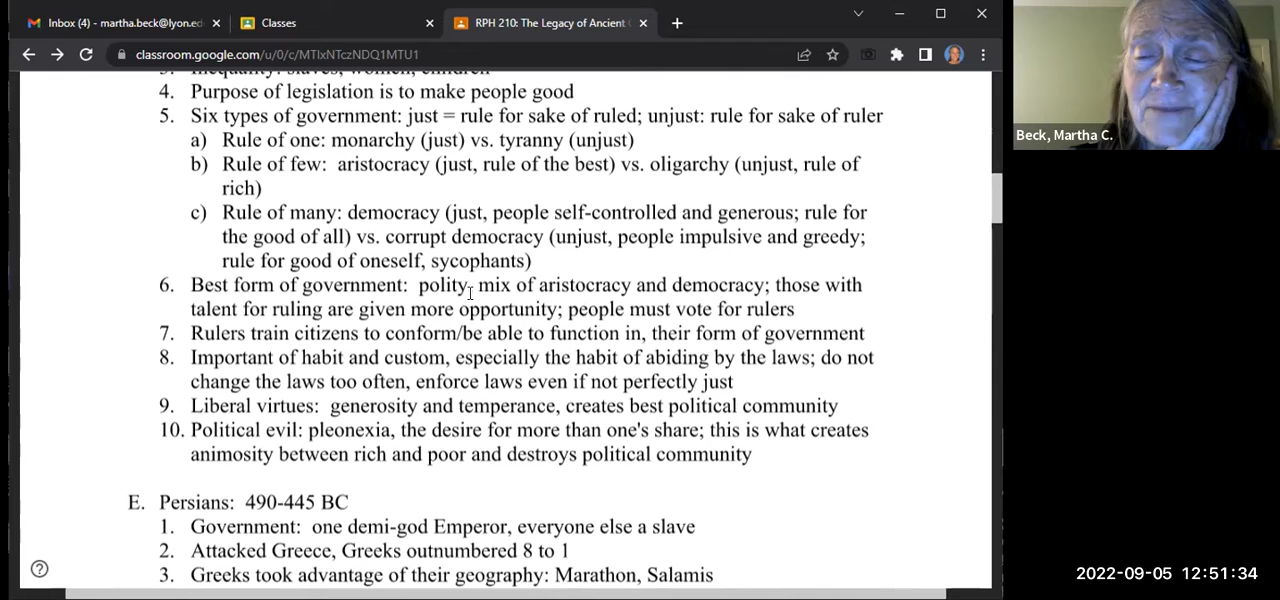 Inbox (4) - martha.beck@lyon.ed
Classes
RPH 210: The Legacy of Ancient
classroom.google.com/u/0/c/MTIxNTczNDQ1MTU1
3. Inequality: slaves, women, children
4. Purpose of legislation is to make people good
5. Six types of government: just = rule for sake of ruled; unjust: rule for sake of ruler
a) Rule of one: monarchy (just) vs. tyranny (unjust)
b) Rule of few: aristocracy (just, rule of the best) vs. oligarchy (unjust, rule of
rich)
c) Rule of many: democracy (just, people self-controlled and generous; rule for
the good of all) vs. corrupt democracy (unjust, people impulsive and greedy;
rule for good of oneself, sycophants)
6. Best form of government: polity, mix of aristocracy and democracy; those with
talent for ruling are given more opportunity; people must vote for rulers
7. Rulers train citizens to conform/be able to function in, their form of government
8. Important of habit and custom, especially the habit of abiding by the laws; do not
change the laws too often, enforce laws even if not perfectly just
9. Liberal virtues: generosity and temperance, creates best political community
10. Political evil: pleonexia, the desire for more than one's share; this is what creates
animosity between rich and poor and destroys political community
E. Persians: 490-445 BC
1. Government: one demi-god Emperor, everyone else a slave
2. Attacked Greece, Greeks outnumbered 8 to 1
3. Greeks took advantage of their geography: Marathon, Salamis
Beck, Martha C.
2022-09-05 12:51:34